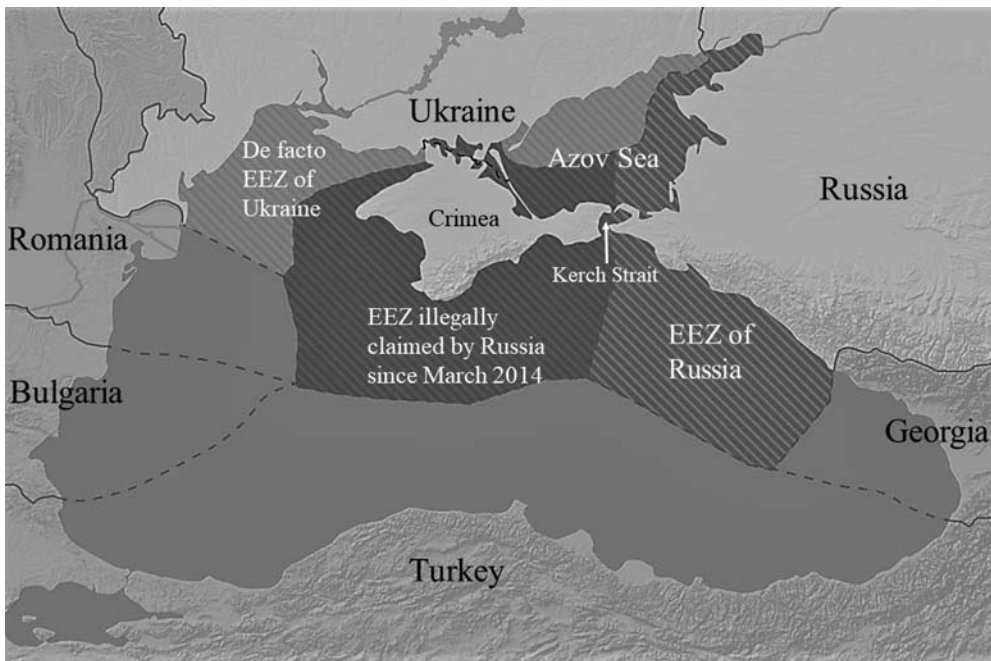 Ukraine
De facto
EEZ of
Ukraine
Azov Sea
Russia
Romania
Crimea
Kerch Strait
EEZ illegally
claimed by Russia
since March 2014
EEZ of
Russia
Bulgaria
Georgia
Turkey